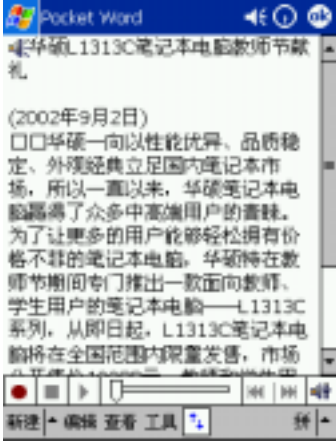 Pocket Word
ok
华硕L1313C笔记本电脑教师节献
礼
(2002年9月2日)
口口华硕一向以性能优异、品质稳
定、外观经典立足国内笔记本市
场，所以一直以来，华硕笔记本电
脑赢得了众多中高端用户的青睐。
为了让更多的用户能够轻松拥有价
格不菲的笔记本电脑，华硕特在教
师节期间专门推出一款面向教师、
学生用户的笔记本电脑——L1313C
系列，从即日起，L1313C笔记本电
脑将在全国范围内限量发售，市场
新建 编辑 查看 工具 拼